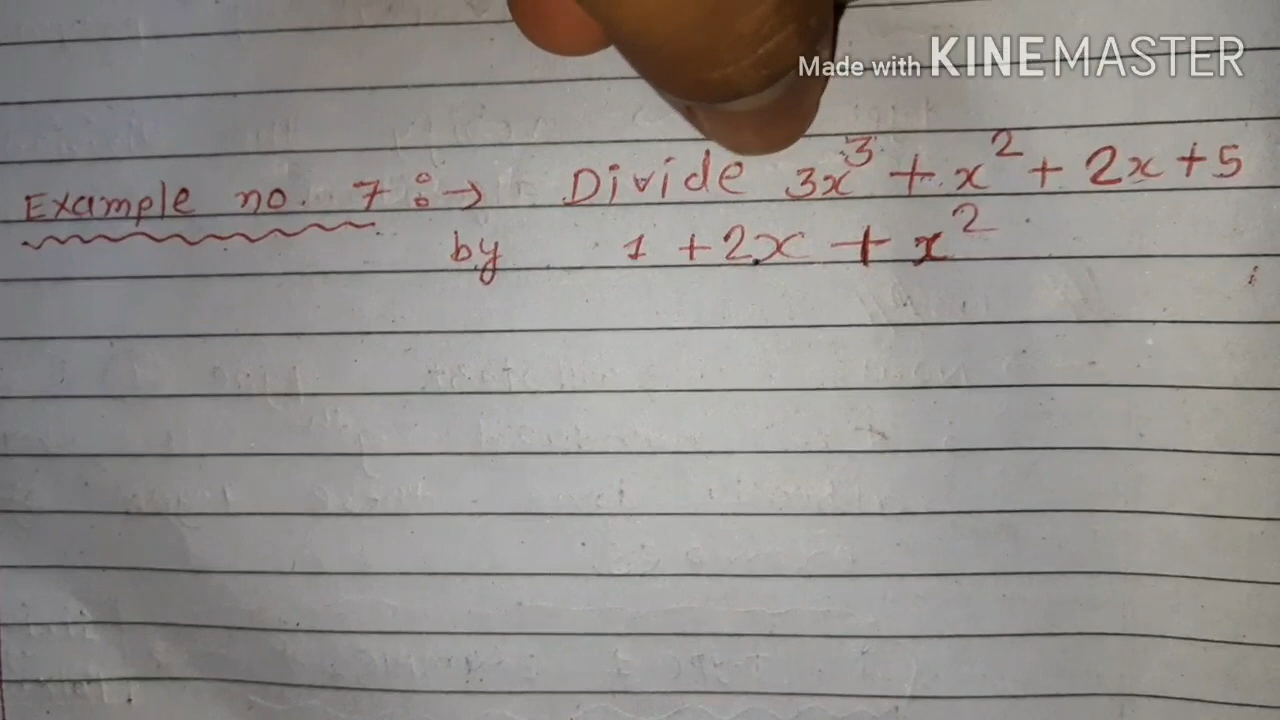 Made with KINEMASTER
Example no. 7 :→ Divide 3x³ + x² + 2x + 5
by 1 + 2x + x²